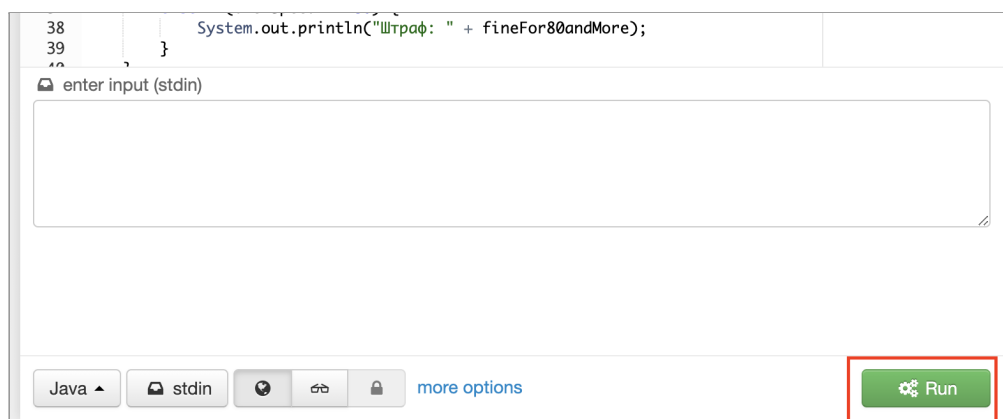 38 System.out.println("Штраф: " + fineFor80andMore);
39 }
enter input (stdin)
Java stdin more options Run